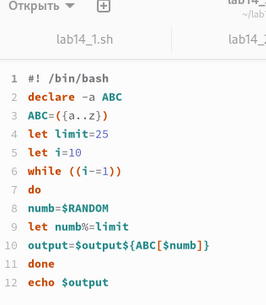 Открыть
~/lab
lab14_1.sh
lab14_
1 #! /bin/bash
2 declare -a ABC
3 ABC=({a..z})
4 let limit=25
5 let i=10
6 while ((i-=1))
7 do
8 numb=$RANDOM
9 let numb%=limit
10 output=$output${ABC[$numb]}
11 done
12 echo $output